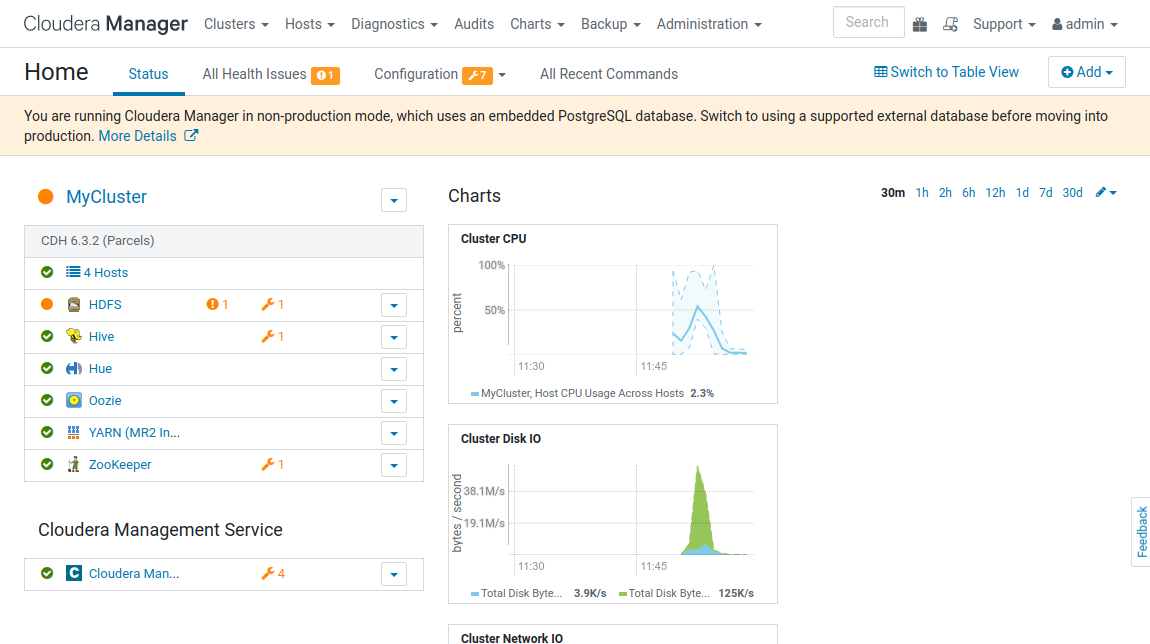 Cloudera Manager Clusters Hosts Diagnostics Audits Charts Backup Administration Search Support admin
Home Status All Health Issues 1 Configuration 7 All Recent Commands Switch to Table View Add
You are running Cloudera Manager in non-production mode, which uses an embedded PostgreSQL database. Switch to using a supported external database before moving into
production. More Details
MyCluster
CDH 6.3.2 (Parcels)
4 Hosts
HDFS 1 1
Hive 1
Hue
Oozie
YARN (MR2 In...
ZooKeeper 1
Cloudera Management Service
C Cloudera Man... 4
Charts 30m 1h 2h 6h 12h 1d 7d 30d
Cluster CPU
percent
100%
50%
11:30 11:45
MyCluster, Host CPU Usage Across Hosts 2.3%
Cluster Disk IO
bytes / second
38.1M/s
19.1M/s
11:30 11:45
Total Disk Byte... 3.9K/s Total Disk Byte... 125K/s
Cluster Network IO
Feedback